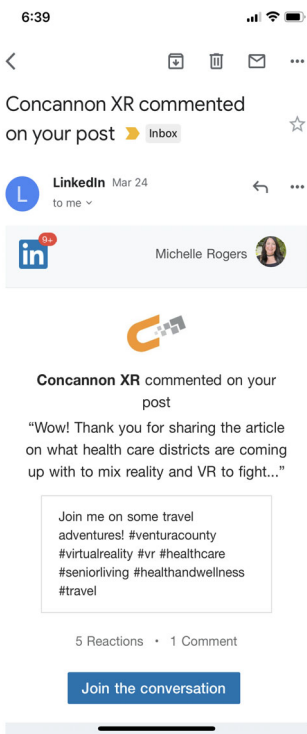 6:39
Concannon XR commented
on your post Inbox
LinkedIn Mar 24
to me
L
in 9+
Michelle Rogers
Concannon XR commented on your
post
“Wow! Thank you for sharing the article
on what health care districts are coming
up with to mix reality and VR to fight...”
Join me on some travel
adventures! #venturacounty
#virtualreality #vr #healthcare
#seniorliving #healthandwellness
#travel
5 Reactions • 1 Comment
Join the conversation